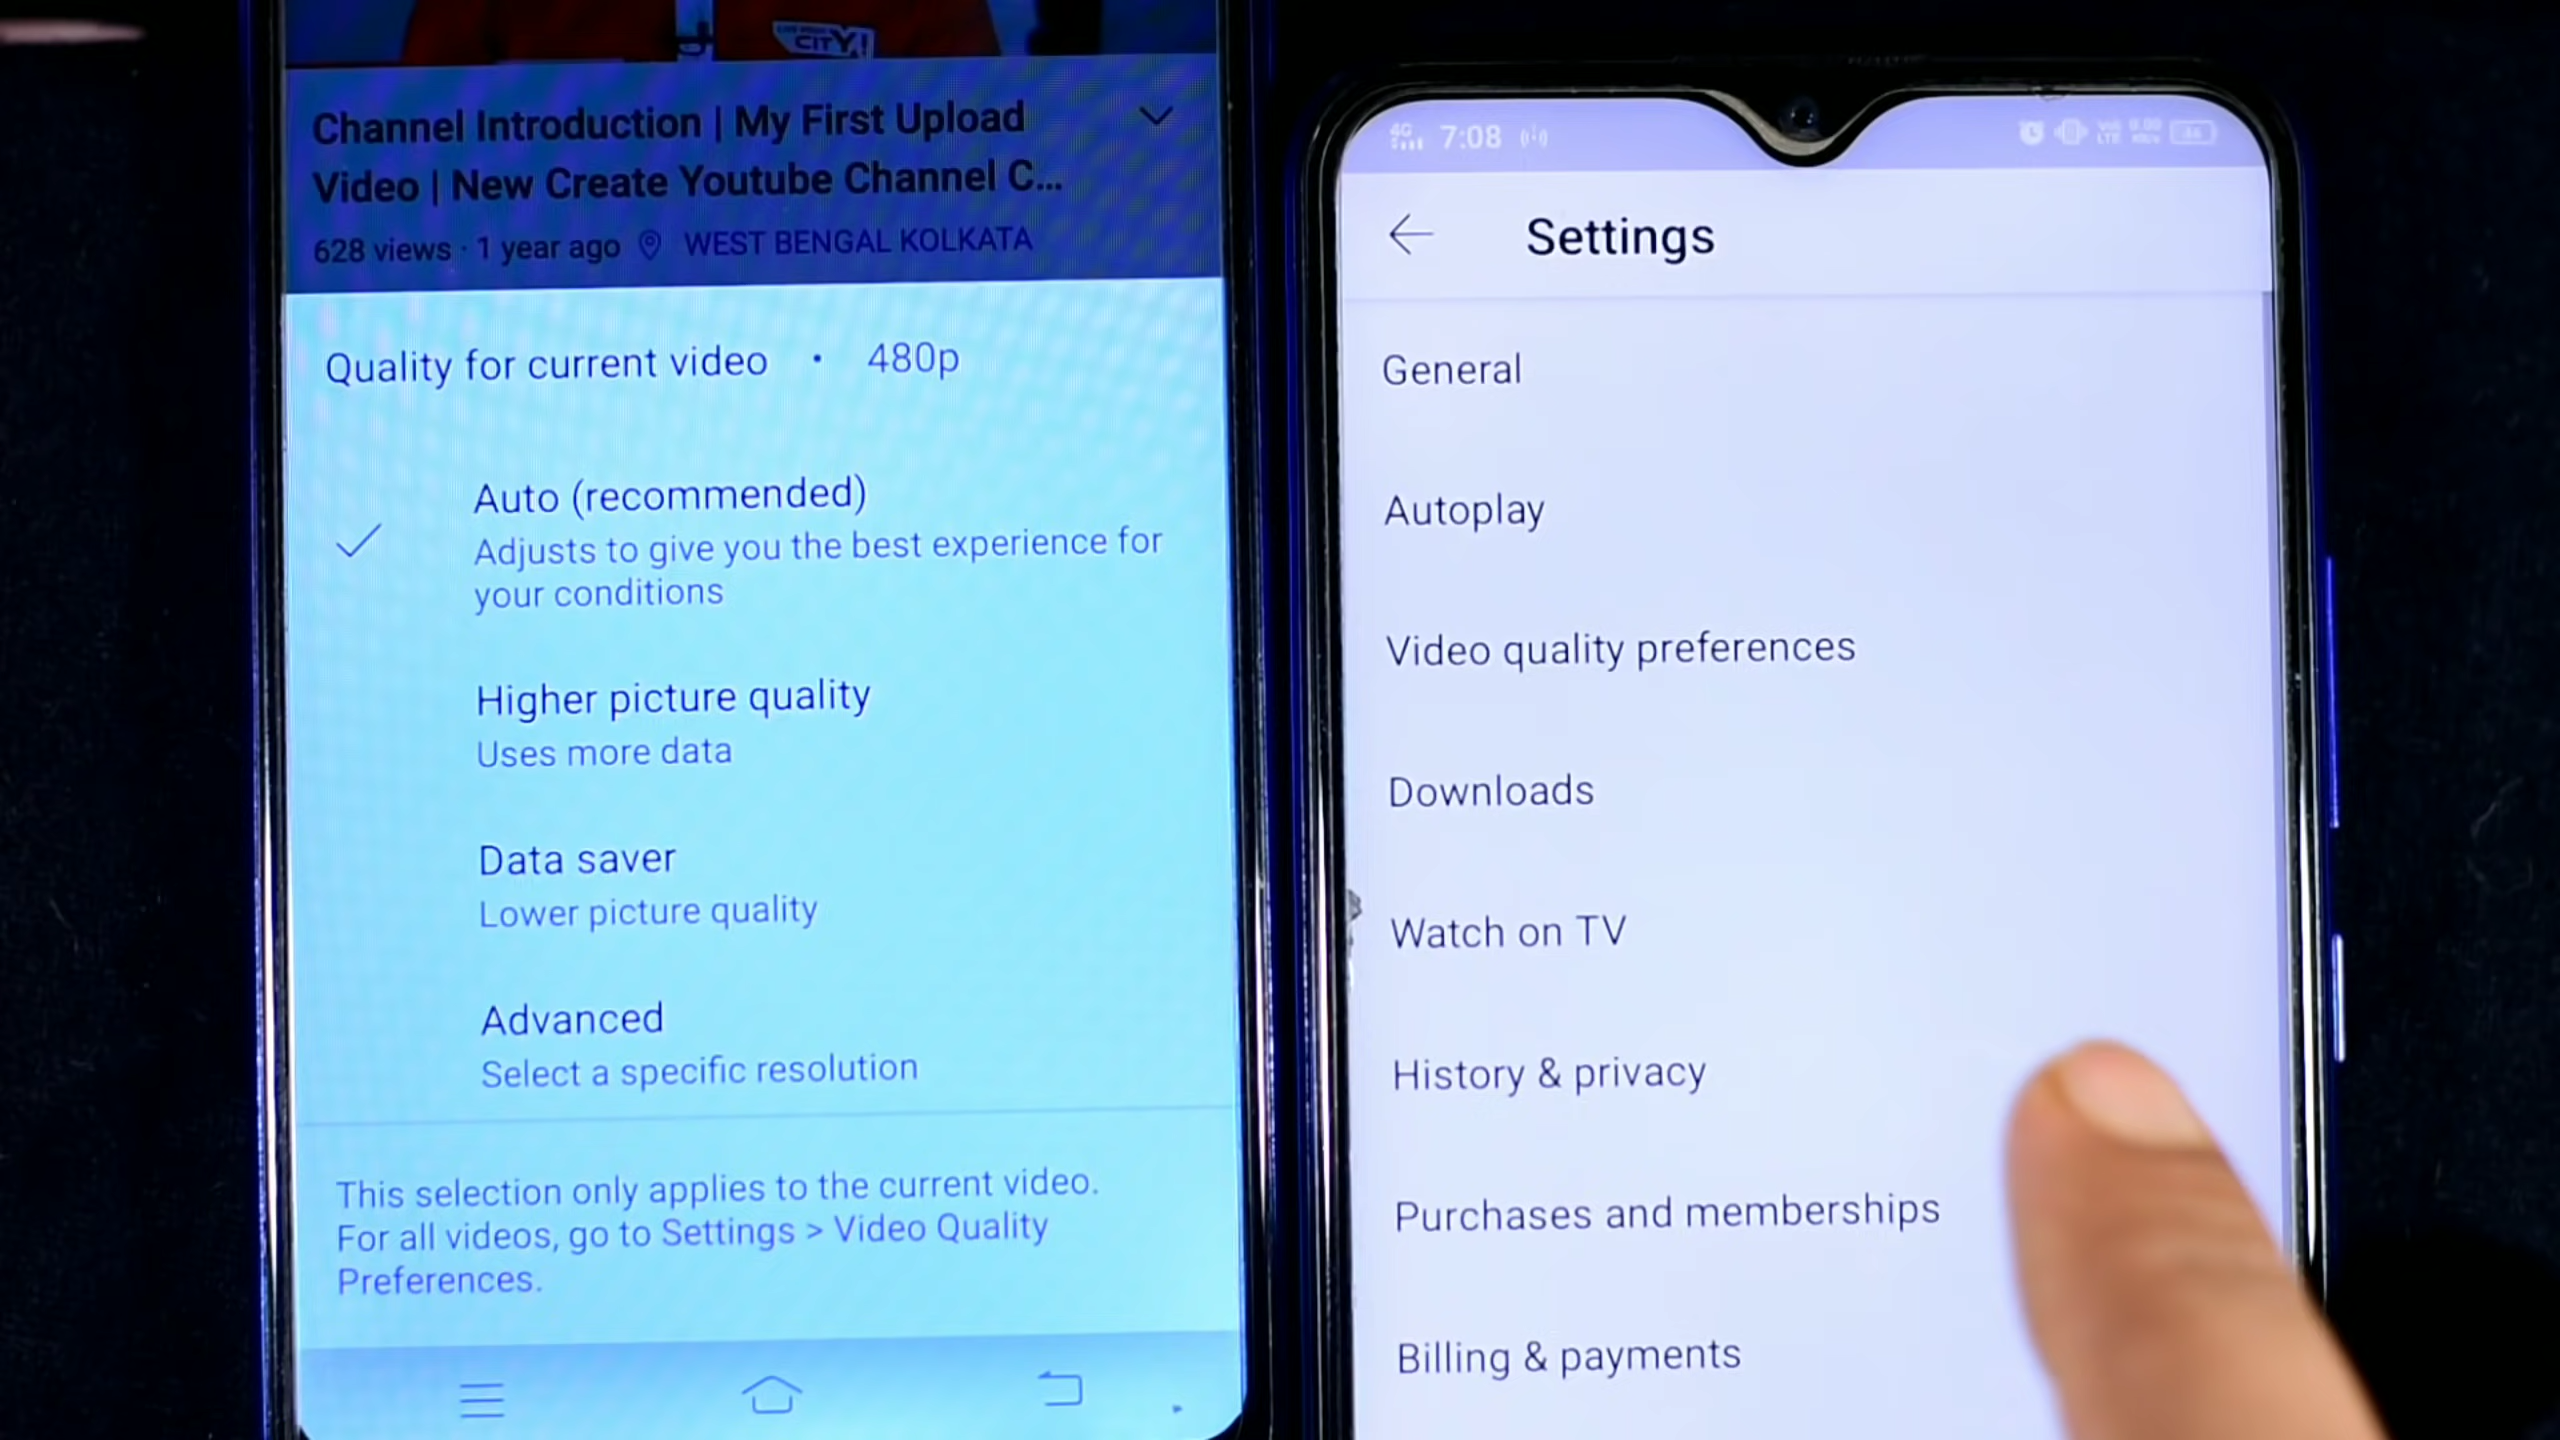 CITY!
Channel Introduction | My First Upload
Video | New Create Youtube Channel C...
628 views · 1 year ago WEST BENGAL KOLKATA
Quality for current video • 480p
Auto (recommended)
Adjusts to give you the best experience for
your conditions
Higher picture quality
Uses more data
Data saver
Lower picture quality
Advanced
Select a specific resolution
This selection only applies to the current video.
For all videos, go to Settings > Video Quality
Preferences.
4G 7:08
Settings
General
Autoplay
Video quality preferences
Downloads
Watch on TV
History & privacy
Purchases and memberships
Billing & payments